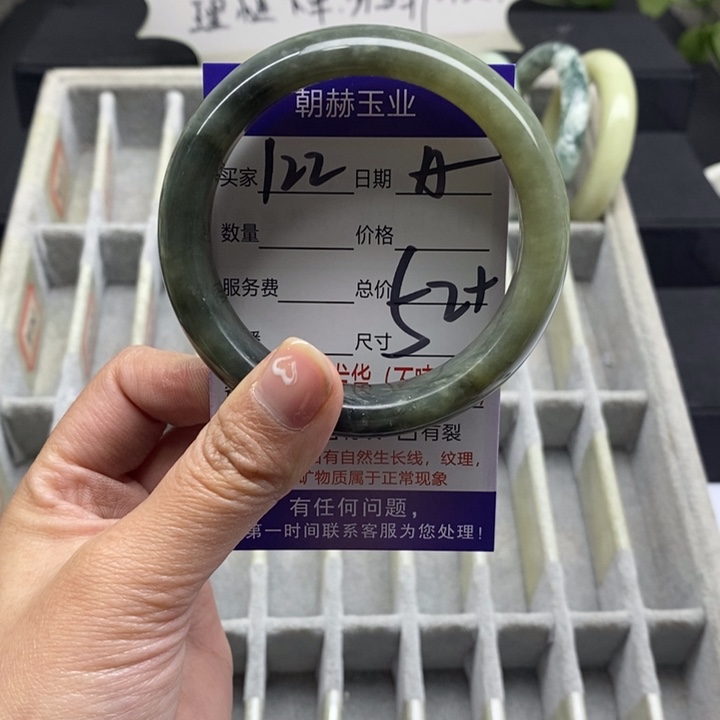 朝赫玉业
买家 122 日期 A
数量 价格
服务费 总价
尺寸 52+
有裂
有自然生长线，纹理，
矿物质属于正常现象
有任何问题，
第一时间联系客服为您处理！